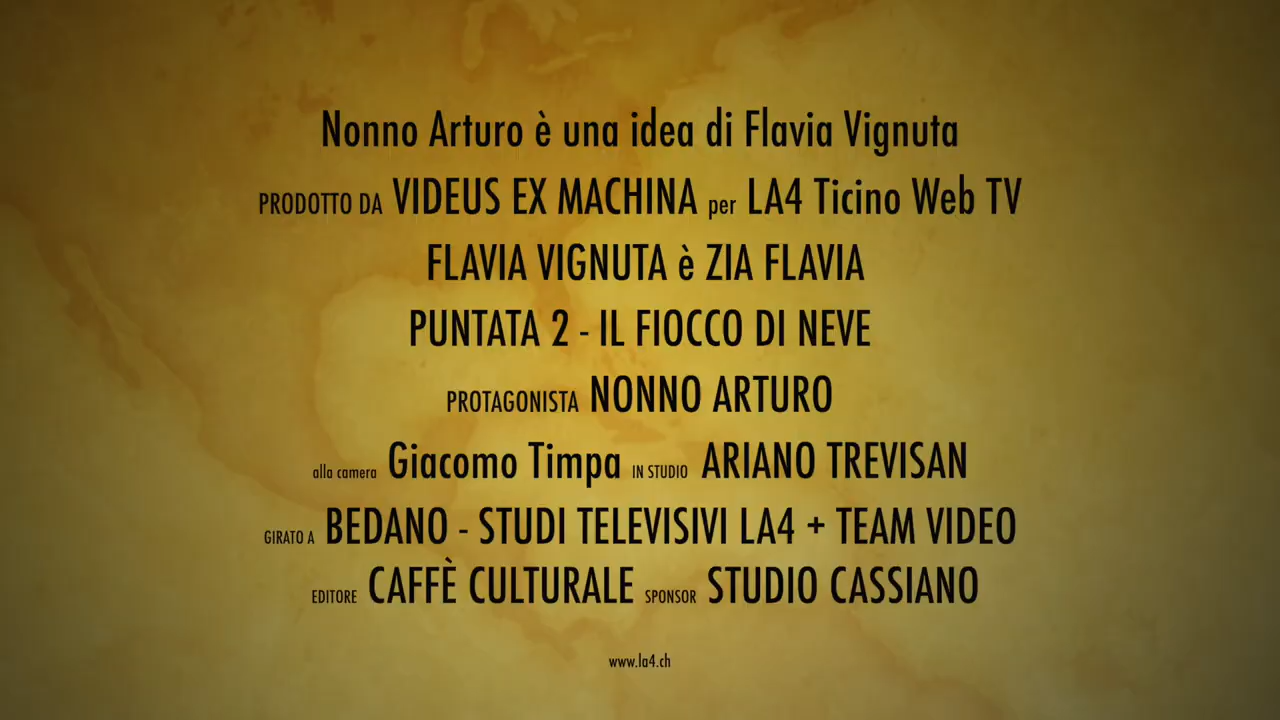 Nonno Arturo è una idea di Flavia Vignuta
PRODOTTO DA VIDEUS EX MACHINA per LA4 Ticino Web TV
FLAVIA VIGNUTA è ZIA FLAVIA
PUNTATA 2 - IL FIOCCO DI NEVE
PROTAGONISTA NONNO ARTURO
alla camera Giacomo Timpa IN STUDIO ARIANO TREVISAN
GIRATO A BEDANO - STUDI TELEVISIVI LA4 + TEAM VIDEO
EDITORE CAFFÈ CULTURALE SPONSOR STUDIO CASSIANO
www.la4.ch